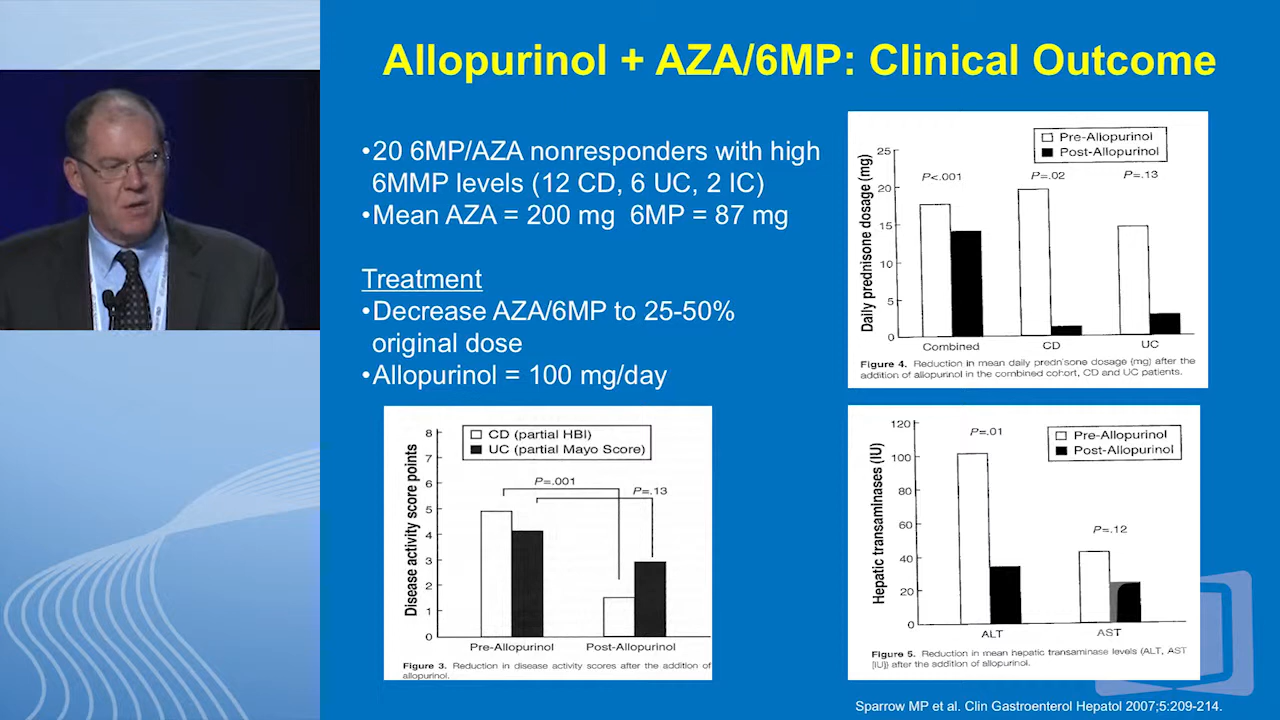 Allopurinol + AZA/6MP: Clinical Outcome
•20 6MP/AZA nonresponders with high
6MMP levels (12 CD, 6 UC, 2 IC)
•Mean AZA = 200 mg 6MP = 87 mg
Treatment
•Decrease AZA/6MP to 25-50%
original dose
•Allopurinol = 100 mg/day
Pre-Allopurinol
Post-Allopurinol
Daily prednisone dosage (mg)
25
20
15
10
5
0
P<.001
P=.02
P=.13
Combined
CD
UC
Figure 4. Reduction in mean daily prednisone dosage (mg) after the
addition of allopurinol in the combined cohort, CD and UC patients.
CD (partial HBI)
UC (partial Mayo Score)
Disease activity score points
8
7
6
5
4
3
2
1
0
P=.001
P=.13
Pre-Allopurinol
Post-Allopurinol
Figure 3. Reduction in disease activity scores after the addition of
allopurinol.
Pre-Allopurinol
Post-Allopurinol
Hepatic transaminases (IU)
120
100
80
60
40
20
0
P=.01
P=.12
ALT
AST
Figure 5. Reduction in mean hepatic transaminase levels (ALT, AST
[IU]) after the addition of allopurinol.
Sparrow MP et al. Clin Gastroenterol Hepatol 2007;5:209-214.